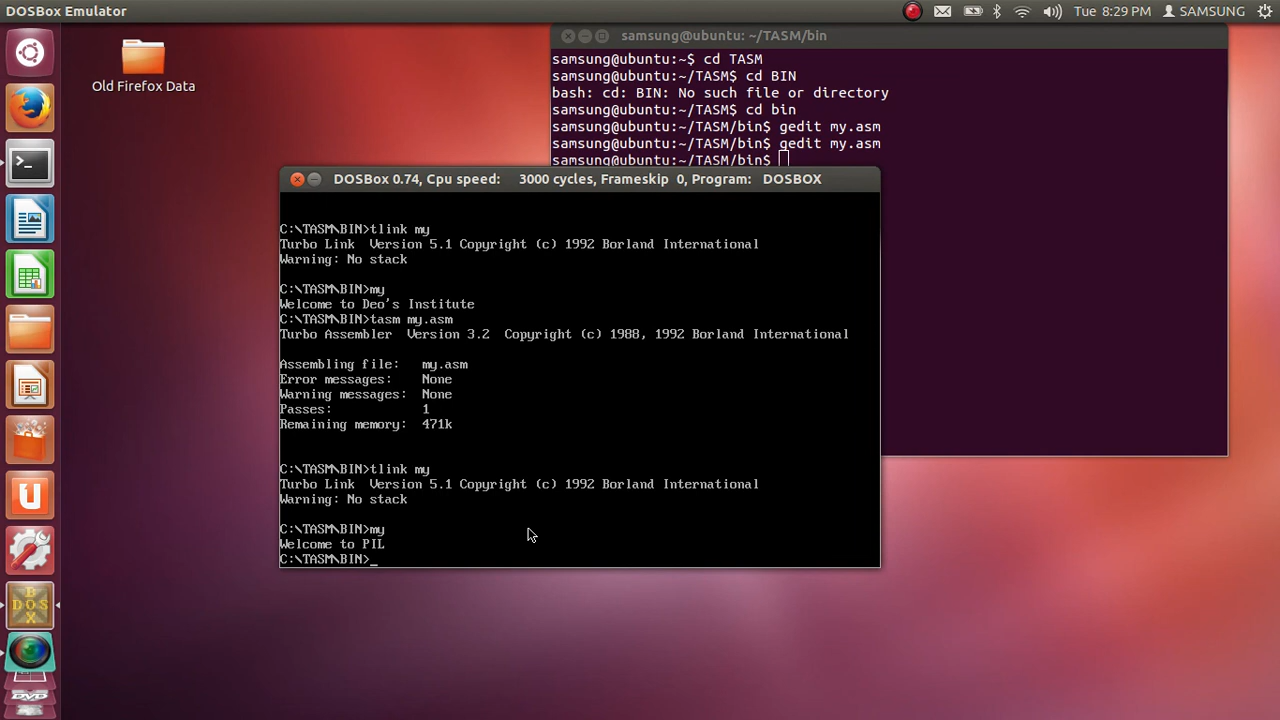 DOSBox Emulator
Tue 8:29 PM SAMSUNG
Old Firefox Data
samsung@ubuntu: ~/TASM/bin
samsung@ubuntu:~$ cd TASM
samsung@ubuntu:~/TASM$ cd BIN
bash: cd: BIN: No such file or directory
samsung@ubuntu:~/TASM$ cd bin
samsung@ubuntu:~/TASM/bin$ gedit my.asm
samsung@ubuntu:~/TASM/bin$ gedit my.asm
samsung@ubuntu:~/TASM/bin$
DOSBox 0.74, Cpu speed: 3000 cycles, Frameskip 0, Program: DOSBOX
C:\TASM\BIN>tlink my
Turbo Link Version 5.1 Copyright (c) 1992 Borland International
Warning: No stack
C:\TASM\BIN>my
Welcome to Deo's Institute
C:\TASM\BIN>tasm my.asm
Turbo Assembler Version 3.2 Copyright (c) 1988, 1992 Borland International
Assembling file: my.asm
Error messages: None
Warning messages: None
Passes: 1
Remaining memory: 471k
C:\TASM\BIN>tlink my
Turbo Link Version 5.1 Copyright (c) 1992 Borland International
Warning: No stack
C:\TASM\BIN>my
Welcome to PIL
C:\TASM\BIN>_
DOS
BOX
DVD